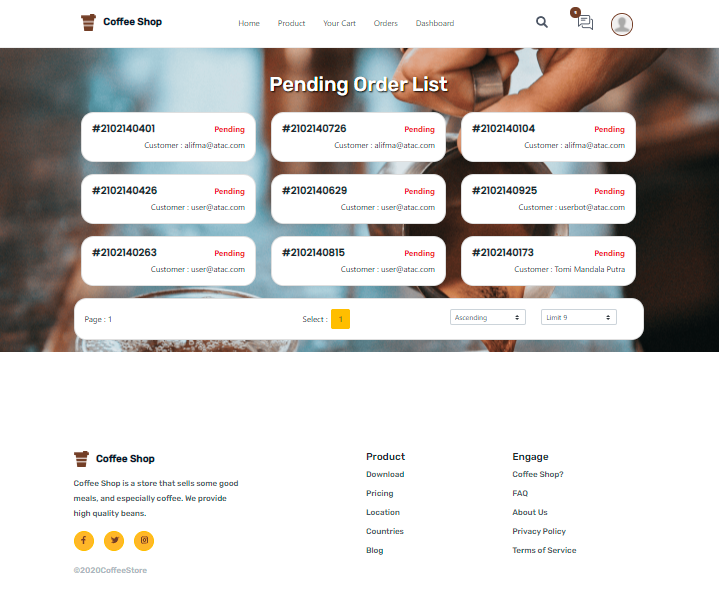 Coffee Shop
Home Product Your Cart Orders Dashboard
Pending Order List
#2102140401 Pending
Customer : alifma@atac.com
#2102140726 Pending
Customer : alifma@atac.com
#2102140104 Pending
Customer : alifma@atac.com
#2102140426 Pending
Customer : user@atac.com
#2102140629 Pending
Customer : user@atac.com
#2102140925 Pending
Customer : userbot@atac.com
#2102140263 Pending
Customer : user@atac.com
#2102140815 Pending
Customer : user@atac.com
#2102140173 Pending
Customer : Tomi Mandala Putra
Page : 1 Select : 1 Ascending Limit 9
Coffee Shop
Coffee Shop is a store that sells some good
meals, and especially coffee, We provide
high quality beans.
©2020CoffeeStore
Product
Download
Pricing
Location
Countries
Blog
Engage
Coffee Shop?
FAQ
About Us
Privacy Policy
Terms of Service